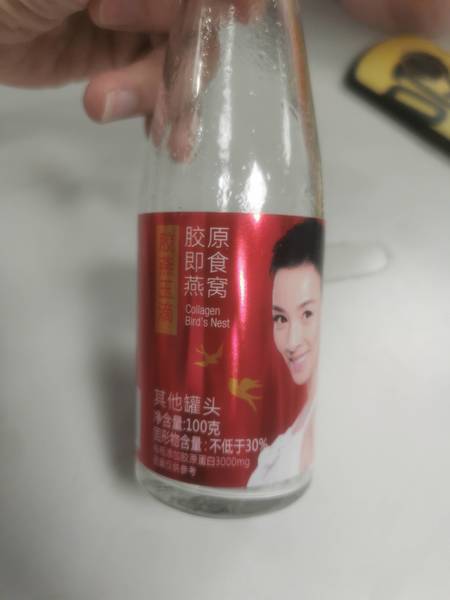 胶原
即食
燕窝
Collagen
Bird's Nest
其他罐头
净含量:100克
固形物含量:不低于30%
每瓶添加胶原蛋白3000mg